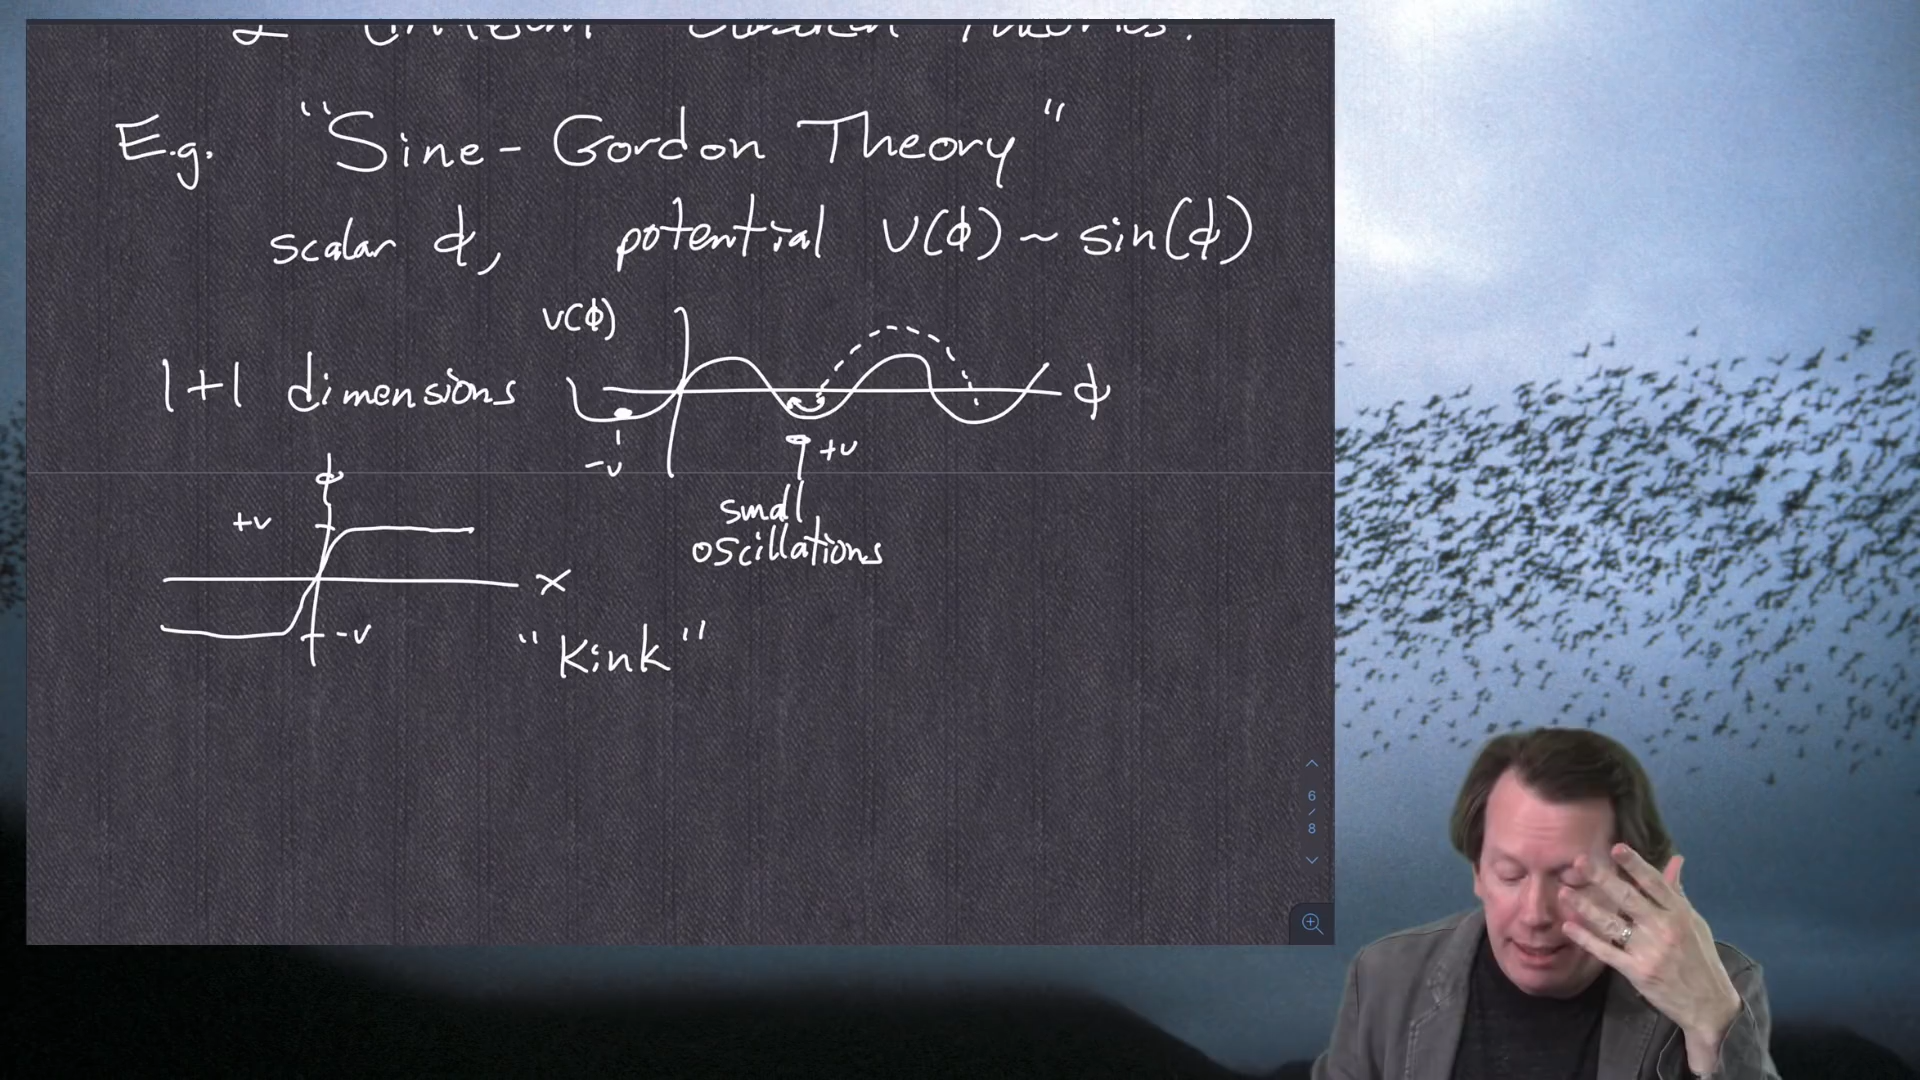 E.g. "Sine-Gordon Theory"
scalar ϕ, potential V(ϕ) ~ sin(ϕ)
V(ϕ)
1+1 dimensions
ϕ
-v
+v
ϕ
+v
small
oscillations
x
-v
"Kink"
6
/
8